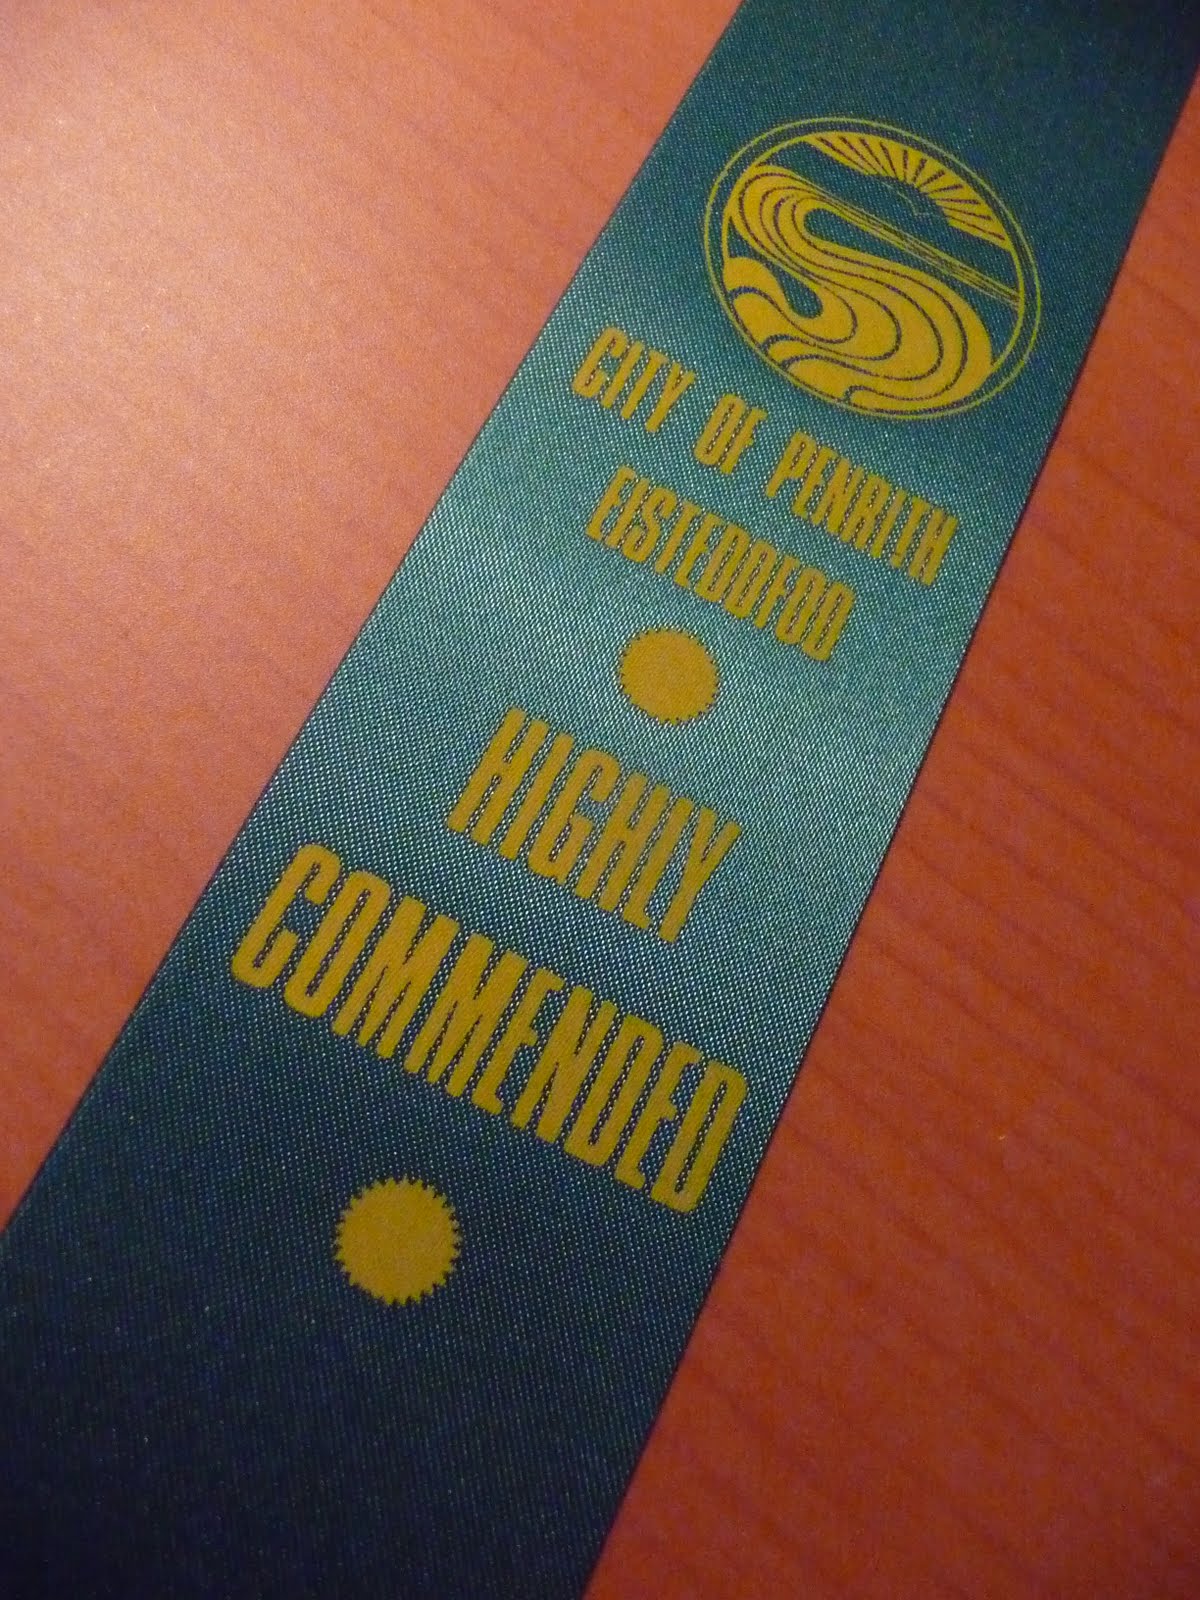 CITY OF PENRITH
EISTEDDFOD
HIGHLY
COMMENDED